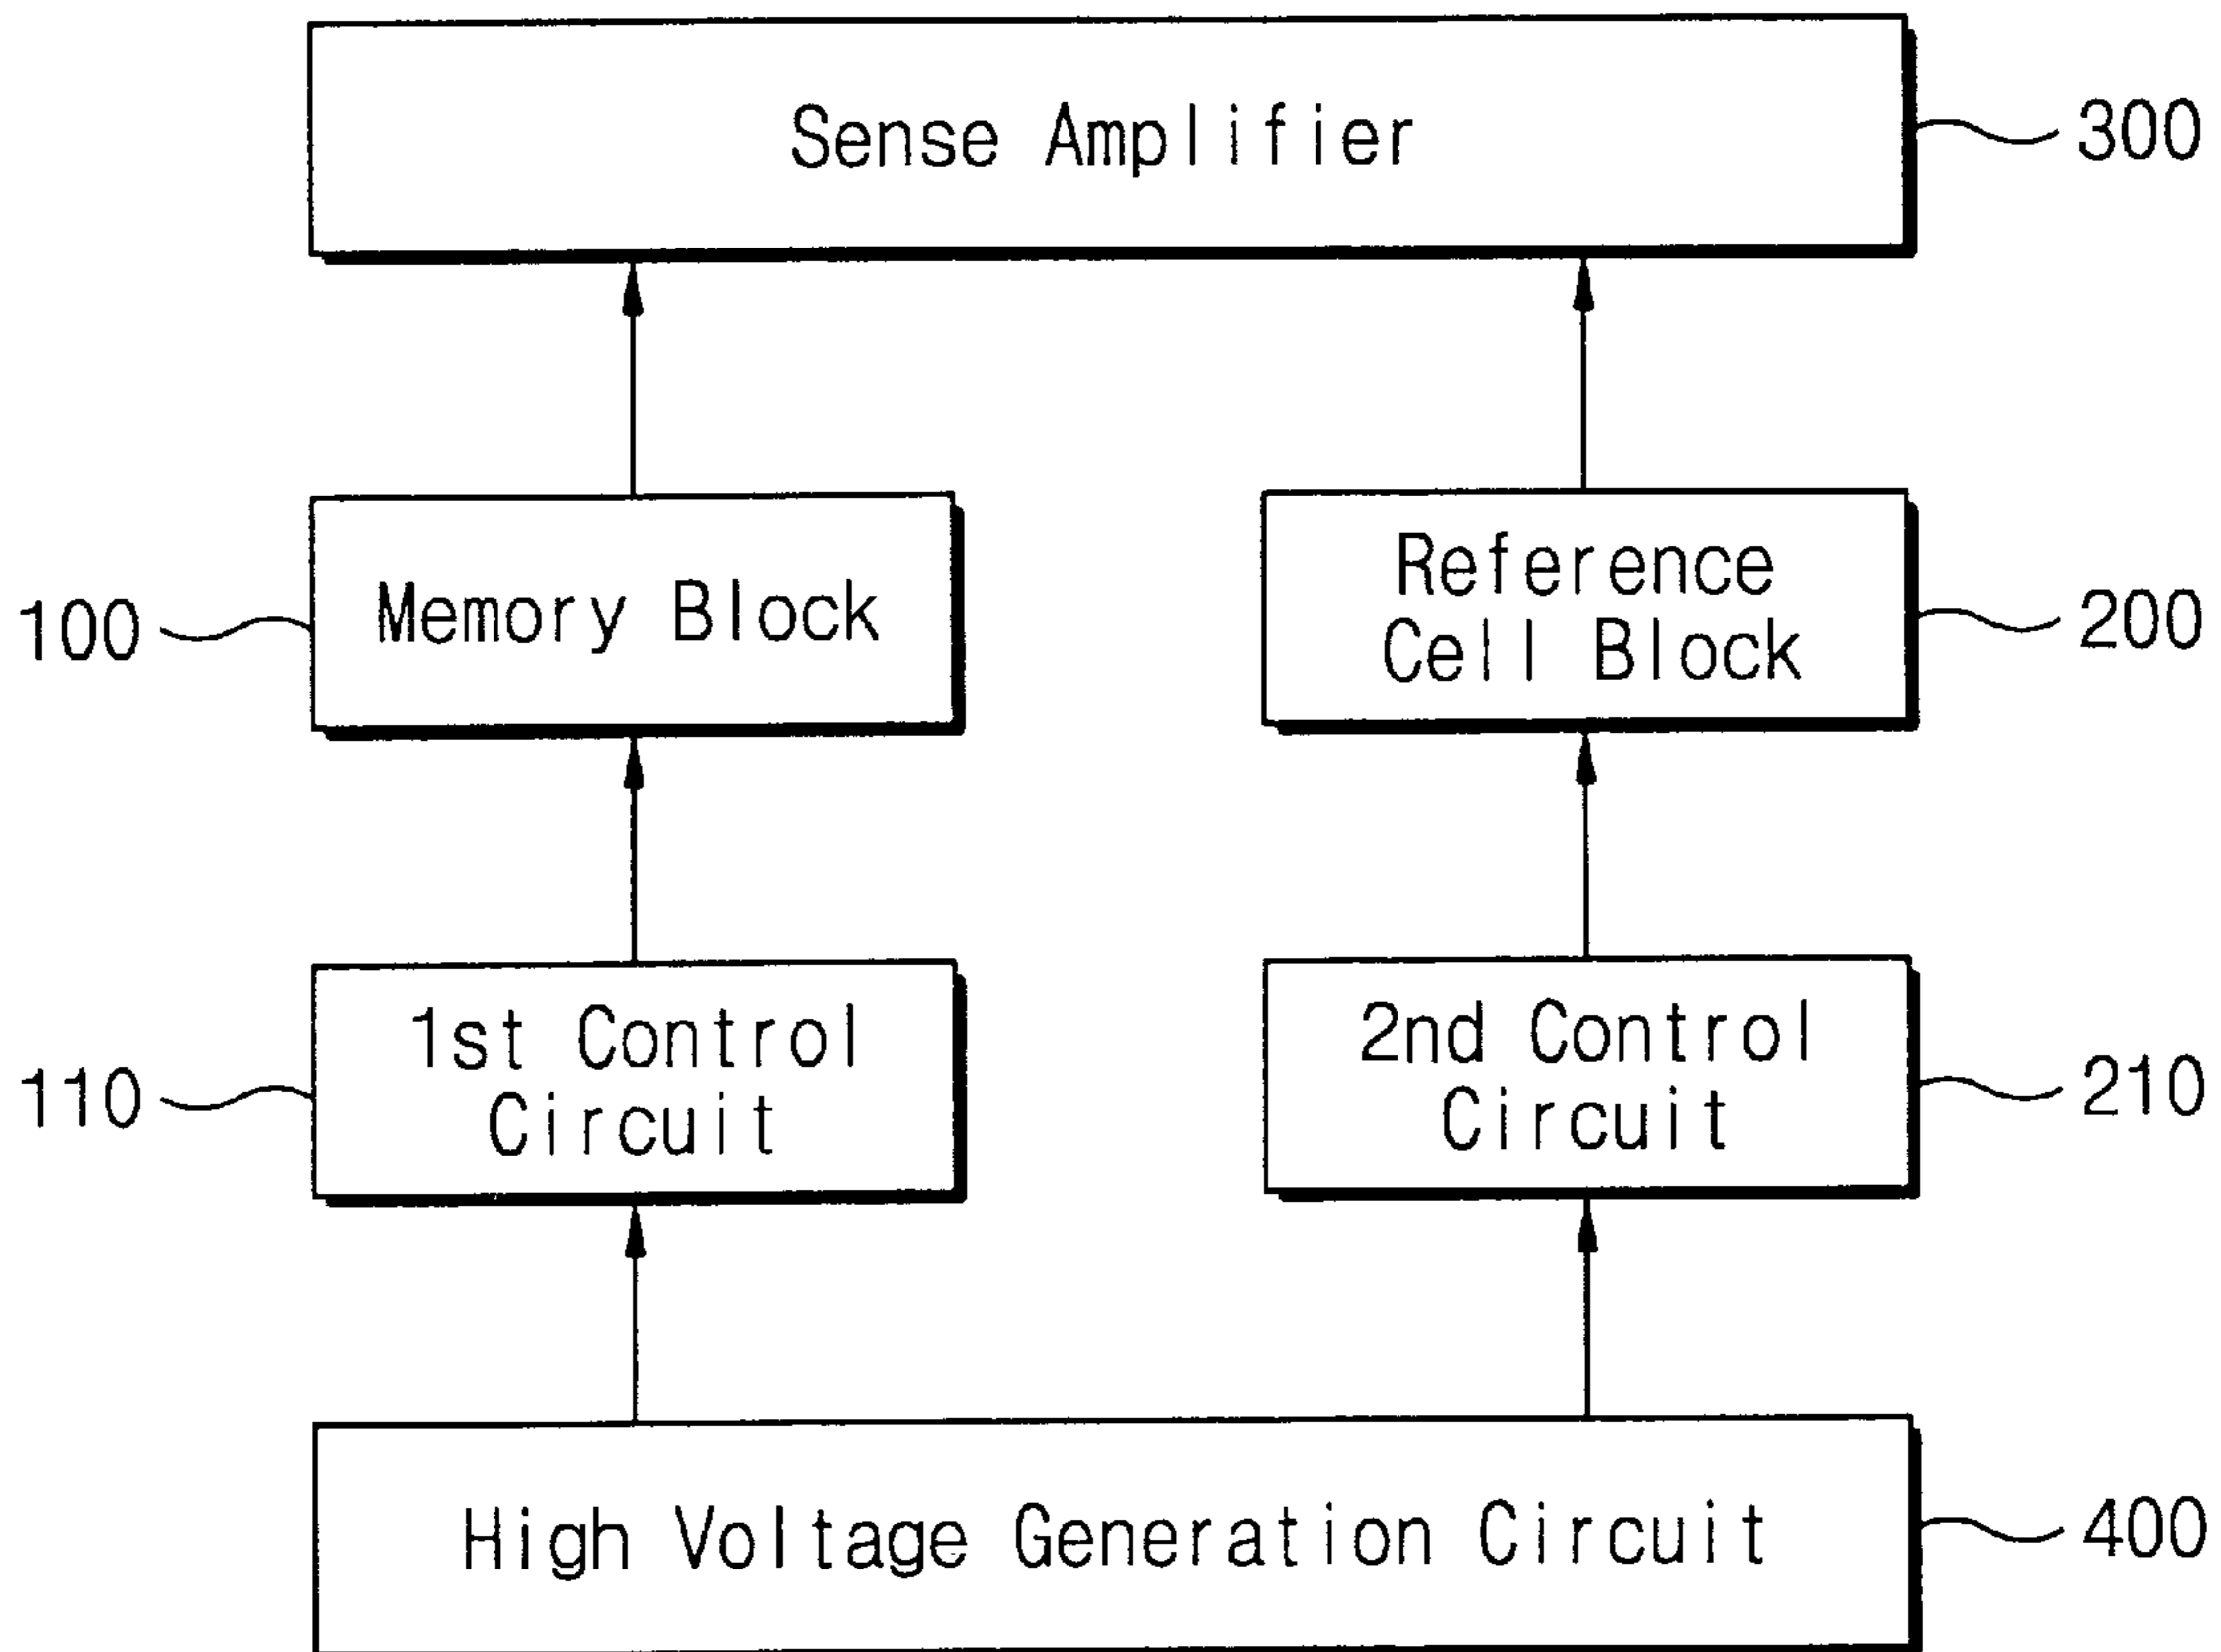 Sense Amplifier
300
Memory Block
100
Reference
Cell Block
200
1st Control
Circuit
110
2nd Control
Circuit
210
High Voltage Generation Circuit
400